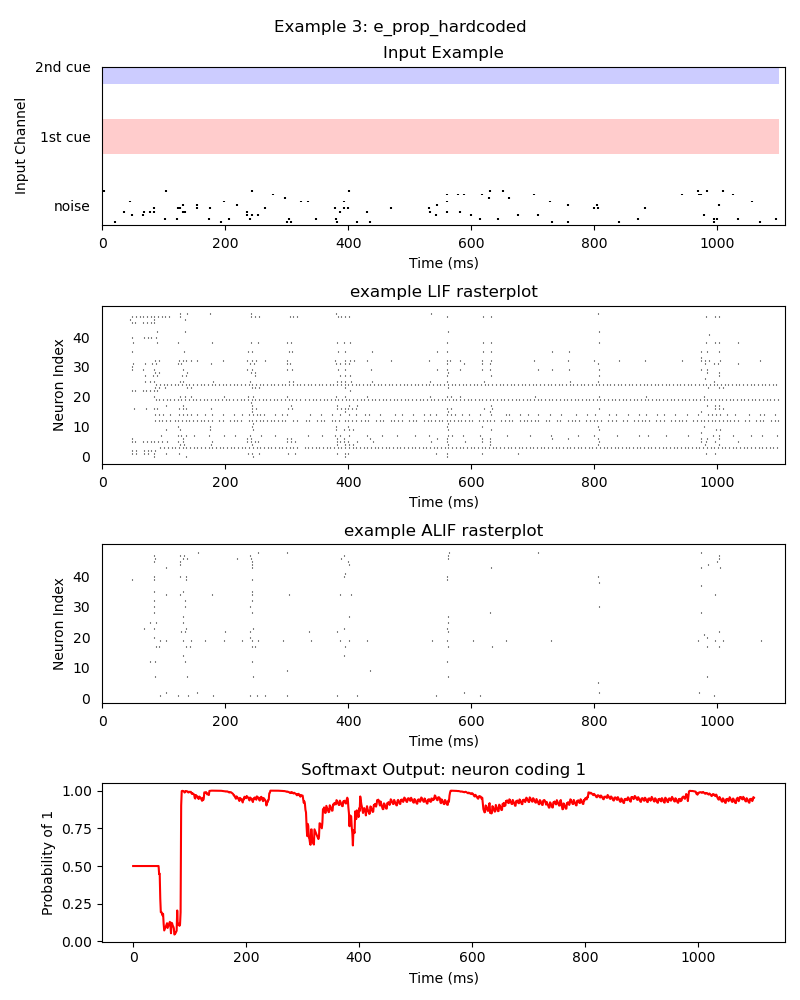 Example 3: e_prop_hardcoded
Input Example
2nd cue
1st cue
noise
Input Channel
0 200 400 600 800 1000
Time (ms)
example LIF rasterplot
40
30
20
10
0
Neuron Index
0 200 400 600 800 1000
Time (ms)
example ALIF rasterplot
40
30
20
10
0
Neuron Index
0 200 400 600 800 1000
Time (ms)
Softmaxt Output: neuron coding 1
1.00
0.75
0.50
0.25
0.00
Probability of 1
0 200 400 600 800 1000
Time (ms)